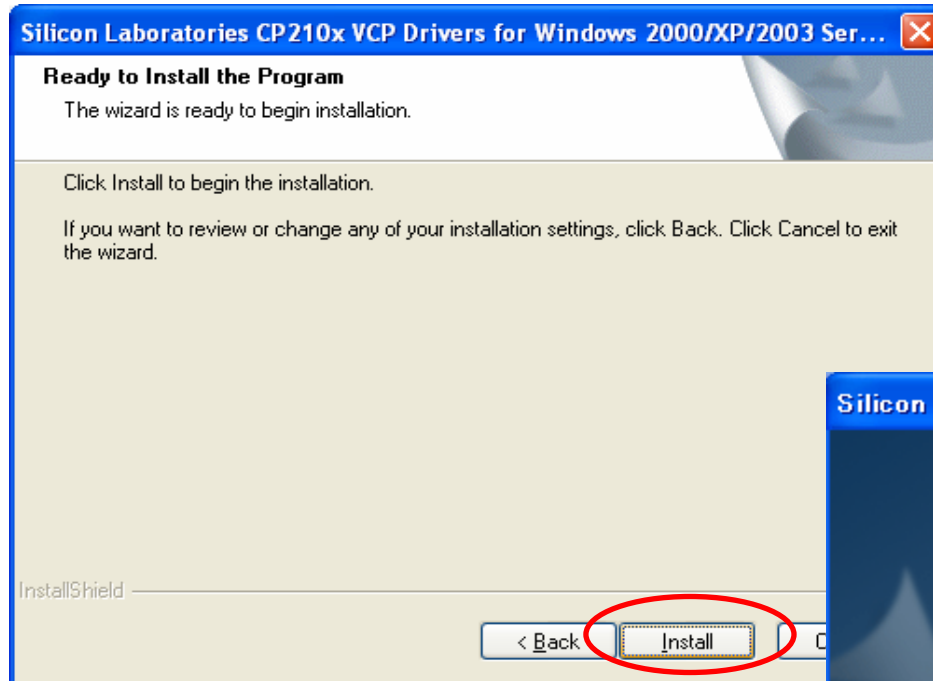 Silicon Laboratories CP210x VCP Drivers for Windows 2000/XP/2003 Ser...
Ready to Install the Program
The wizard is ready to begin installation.
Click Install to begin the installation.
If you want to review or change any of your installation settings, click Back. Click Cancel to exit
the wizard.
Silicon
InstallShield
< Back Install C